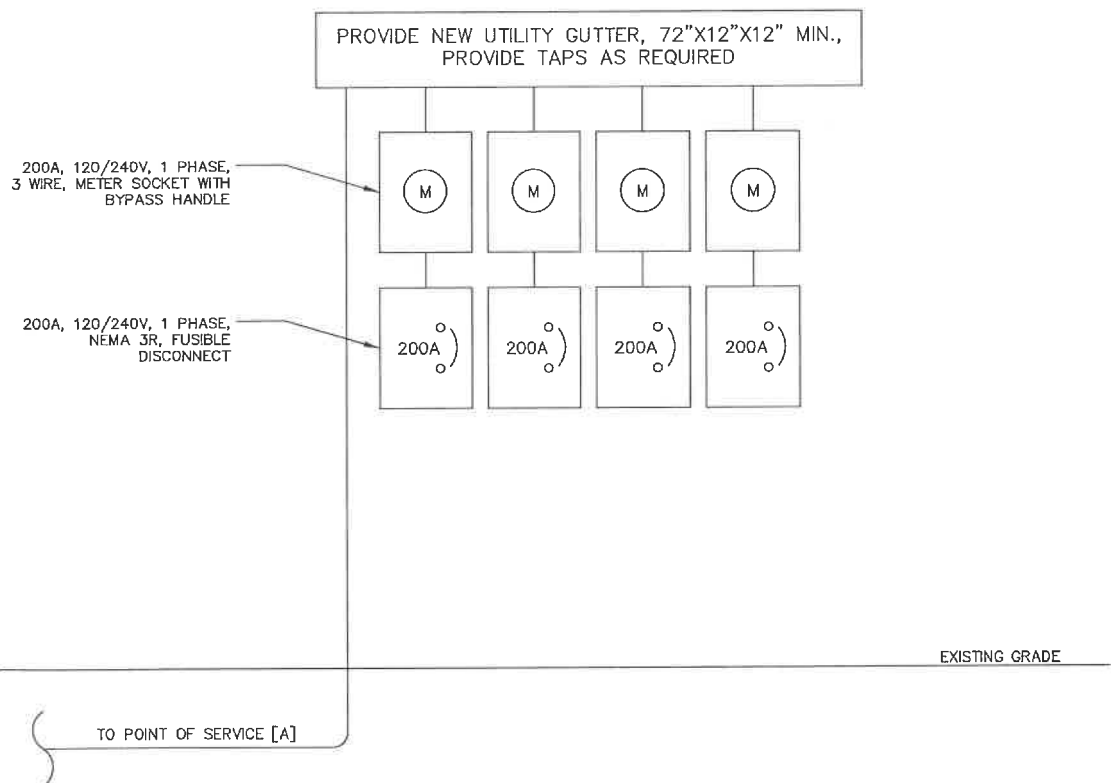 PROVIDE NEW UTILITY GUTTER, 72"X12"X12" MIN.,
PROVIDE TAPS AS REQUIRED
200A, 120/240V, 1 PHASE,
3 WIRE, METER SOCKET WITH
BYPASS HANDLE
M M M M
200A, 120/240V, 1 PHASE,
NEMA 3R, FUSIBLE
DISCONNECT
200A 200A 200A 200A
EXISTING GRADE
TO POINT OF SERVICE [A]